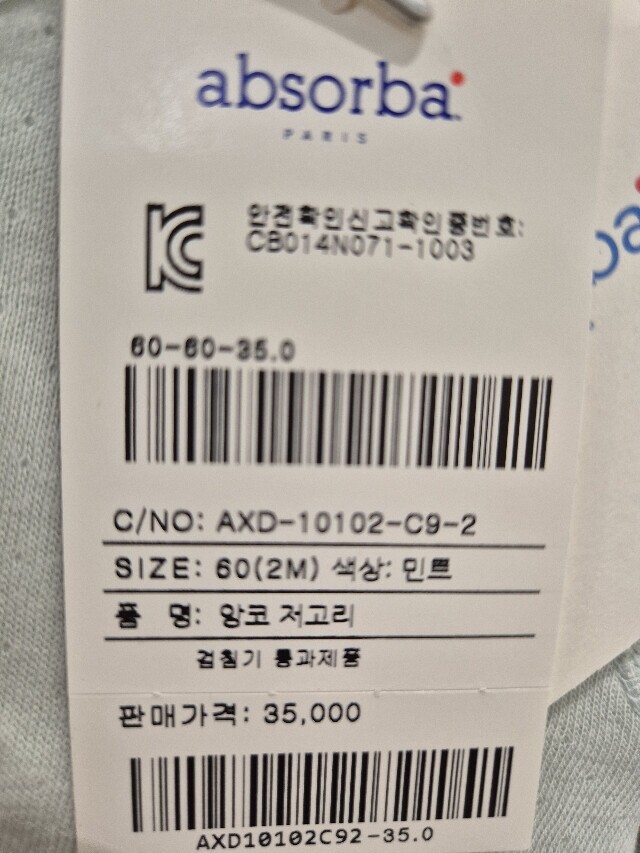 absorba
PARIS
안전확인신고확인증번호:
CB014N071-1003
60-60-35.0
C/NO: AXD-10102-C9-2
SIZE: 60(2M) 색상: 민트
품 명: 앙코 저고리
검침기 통과제품
판매가격: 35,000
AXD10102C92-35.0